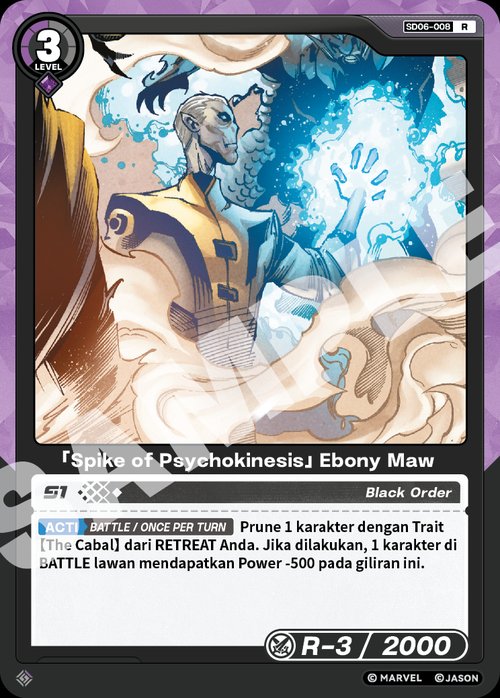 SD06-008 R
3
LEVEL
SAMPLE
「Spike of Psychokinesis」 Ebony Maw
S1
Black Order
ACT BATTLE / ONCE PER TURN Prune 1 karakter dengan Trait
【The Cabal】 dari RETREAT Anda. Jika dilakukan, 1 karakter di
BATTLE lawan mendapatkan Power -500 pada giliran ini.
R-3 / 2000
© MARVEL ©JASON